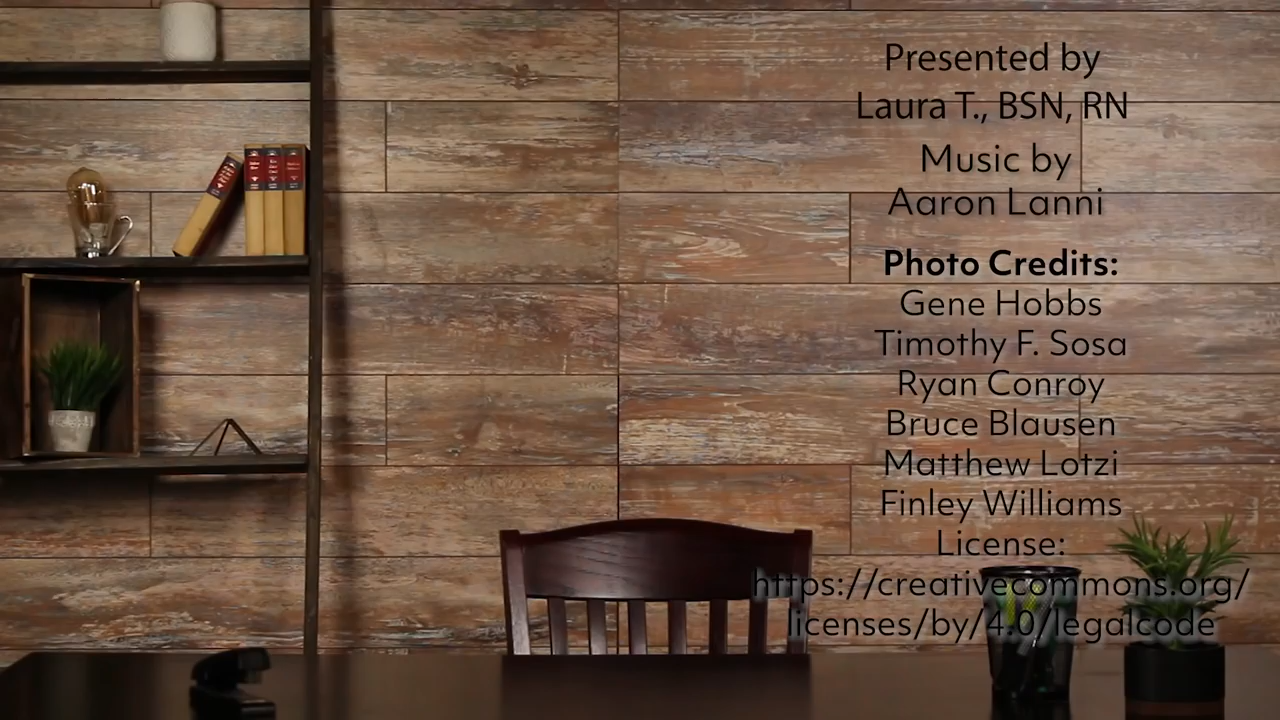 Presented by
Laura T., BSN, RN
Music by
Aaron Lanni
Photo Credits:
Gene Hobbs
Timothy F. Sosa
Ryan Conroy
Bruce Blausen
Matthew Lotzi
Finley Williams
License:
https://creativecommons.org/
licenses/by/4.0/legalcode